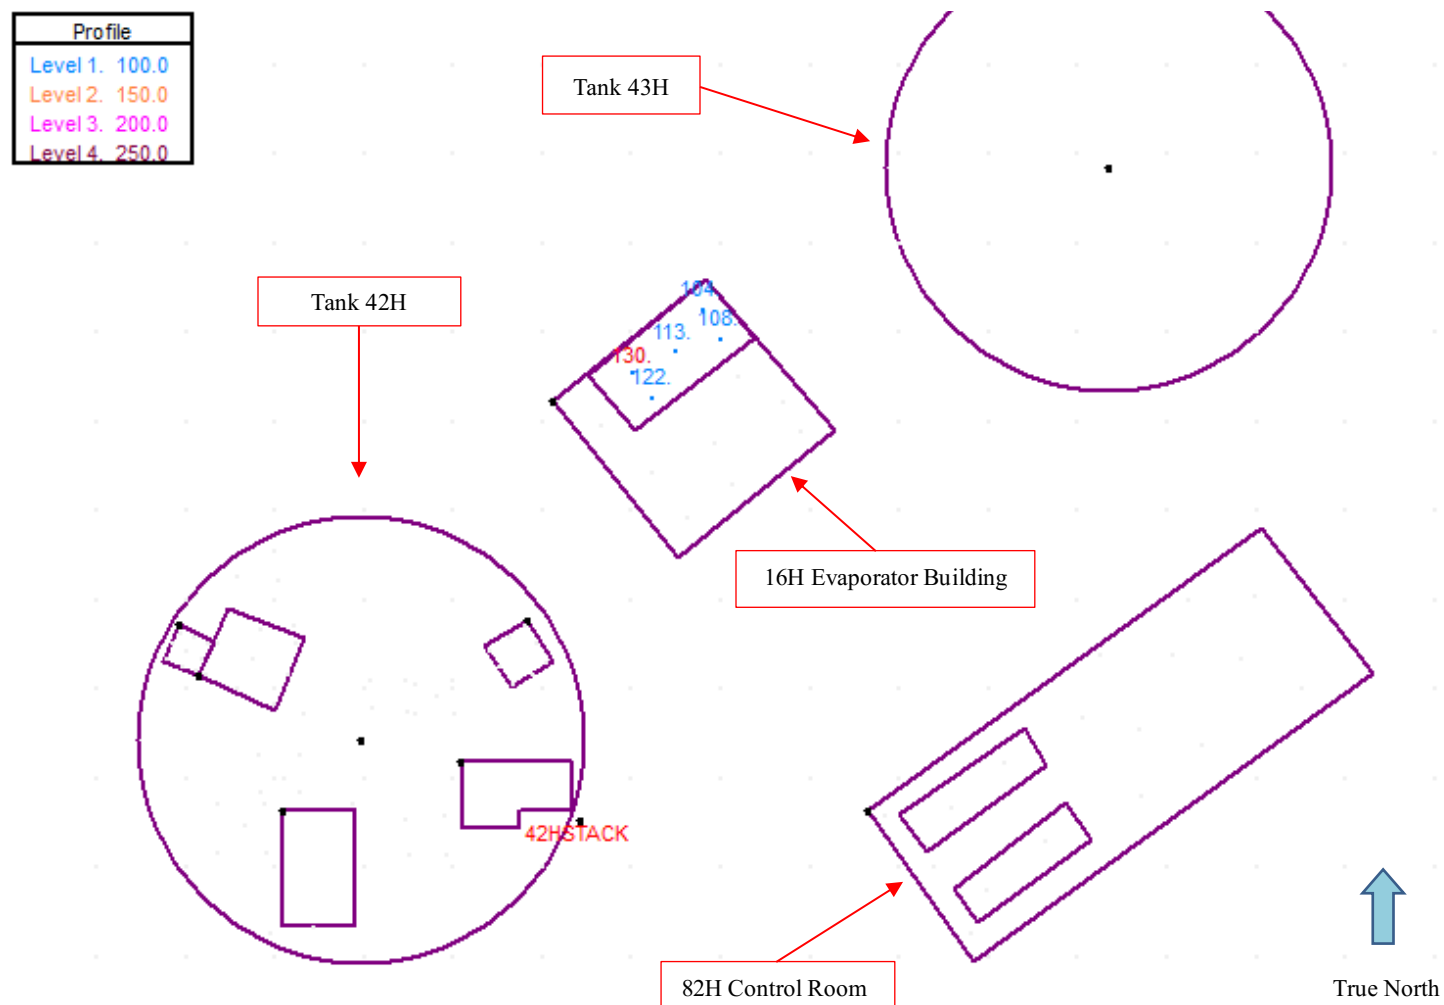 Profile
Level 1. 100.0
Level 2. 150.0
Level 3. 200.0
Level 4. 250.0
Tank 43H
Tank 42H
104.
108.
113.
130.
122.
16H Evaporator Building
42HSTACK
82H Control Room
True North